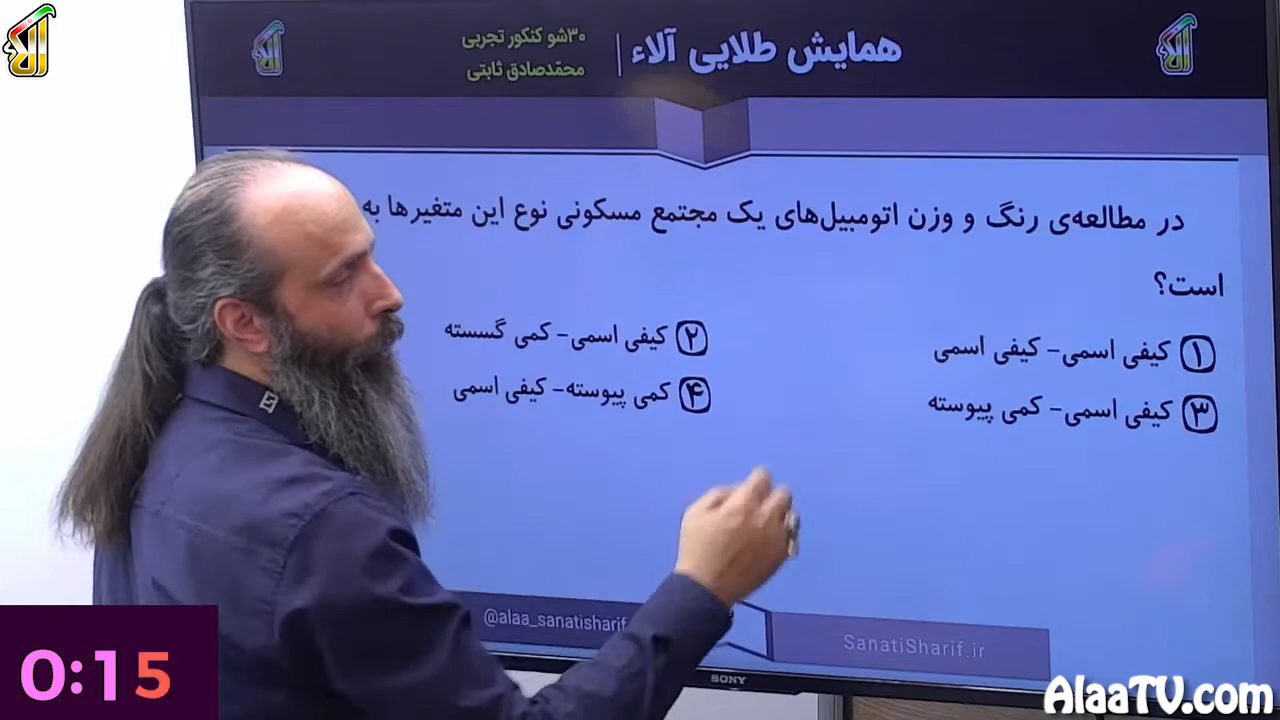 همایش طلایی آلاء
۳۰شو کنکور تجربی
محمّدصادق ثابتی
در مطالعه‌ی رنگ و وزن اتومبیل‌های یک مجتمع مسکونی نوع این متغیرها به
است؟
۱ کیفی اسمی- کیفی اسمی
۲ کیفی اسمی- کمی گسسته
۳ کیفی اسمی- کمی پیوسته
۴ کمی پیوسته- کیفی اسمی
@alaa_sanatisharif
SanatiSharif.ir
SONY
0:15
AlaaTV.com